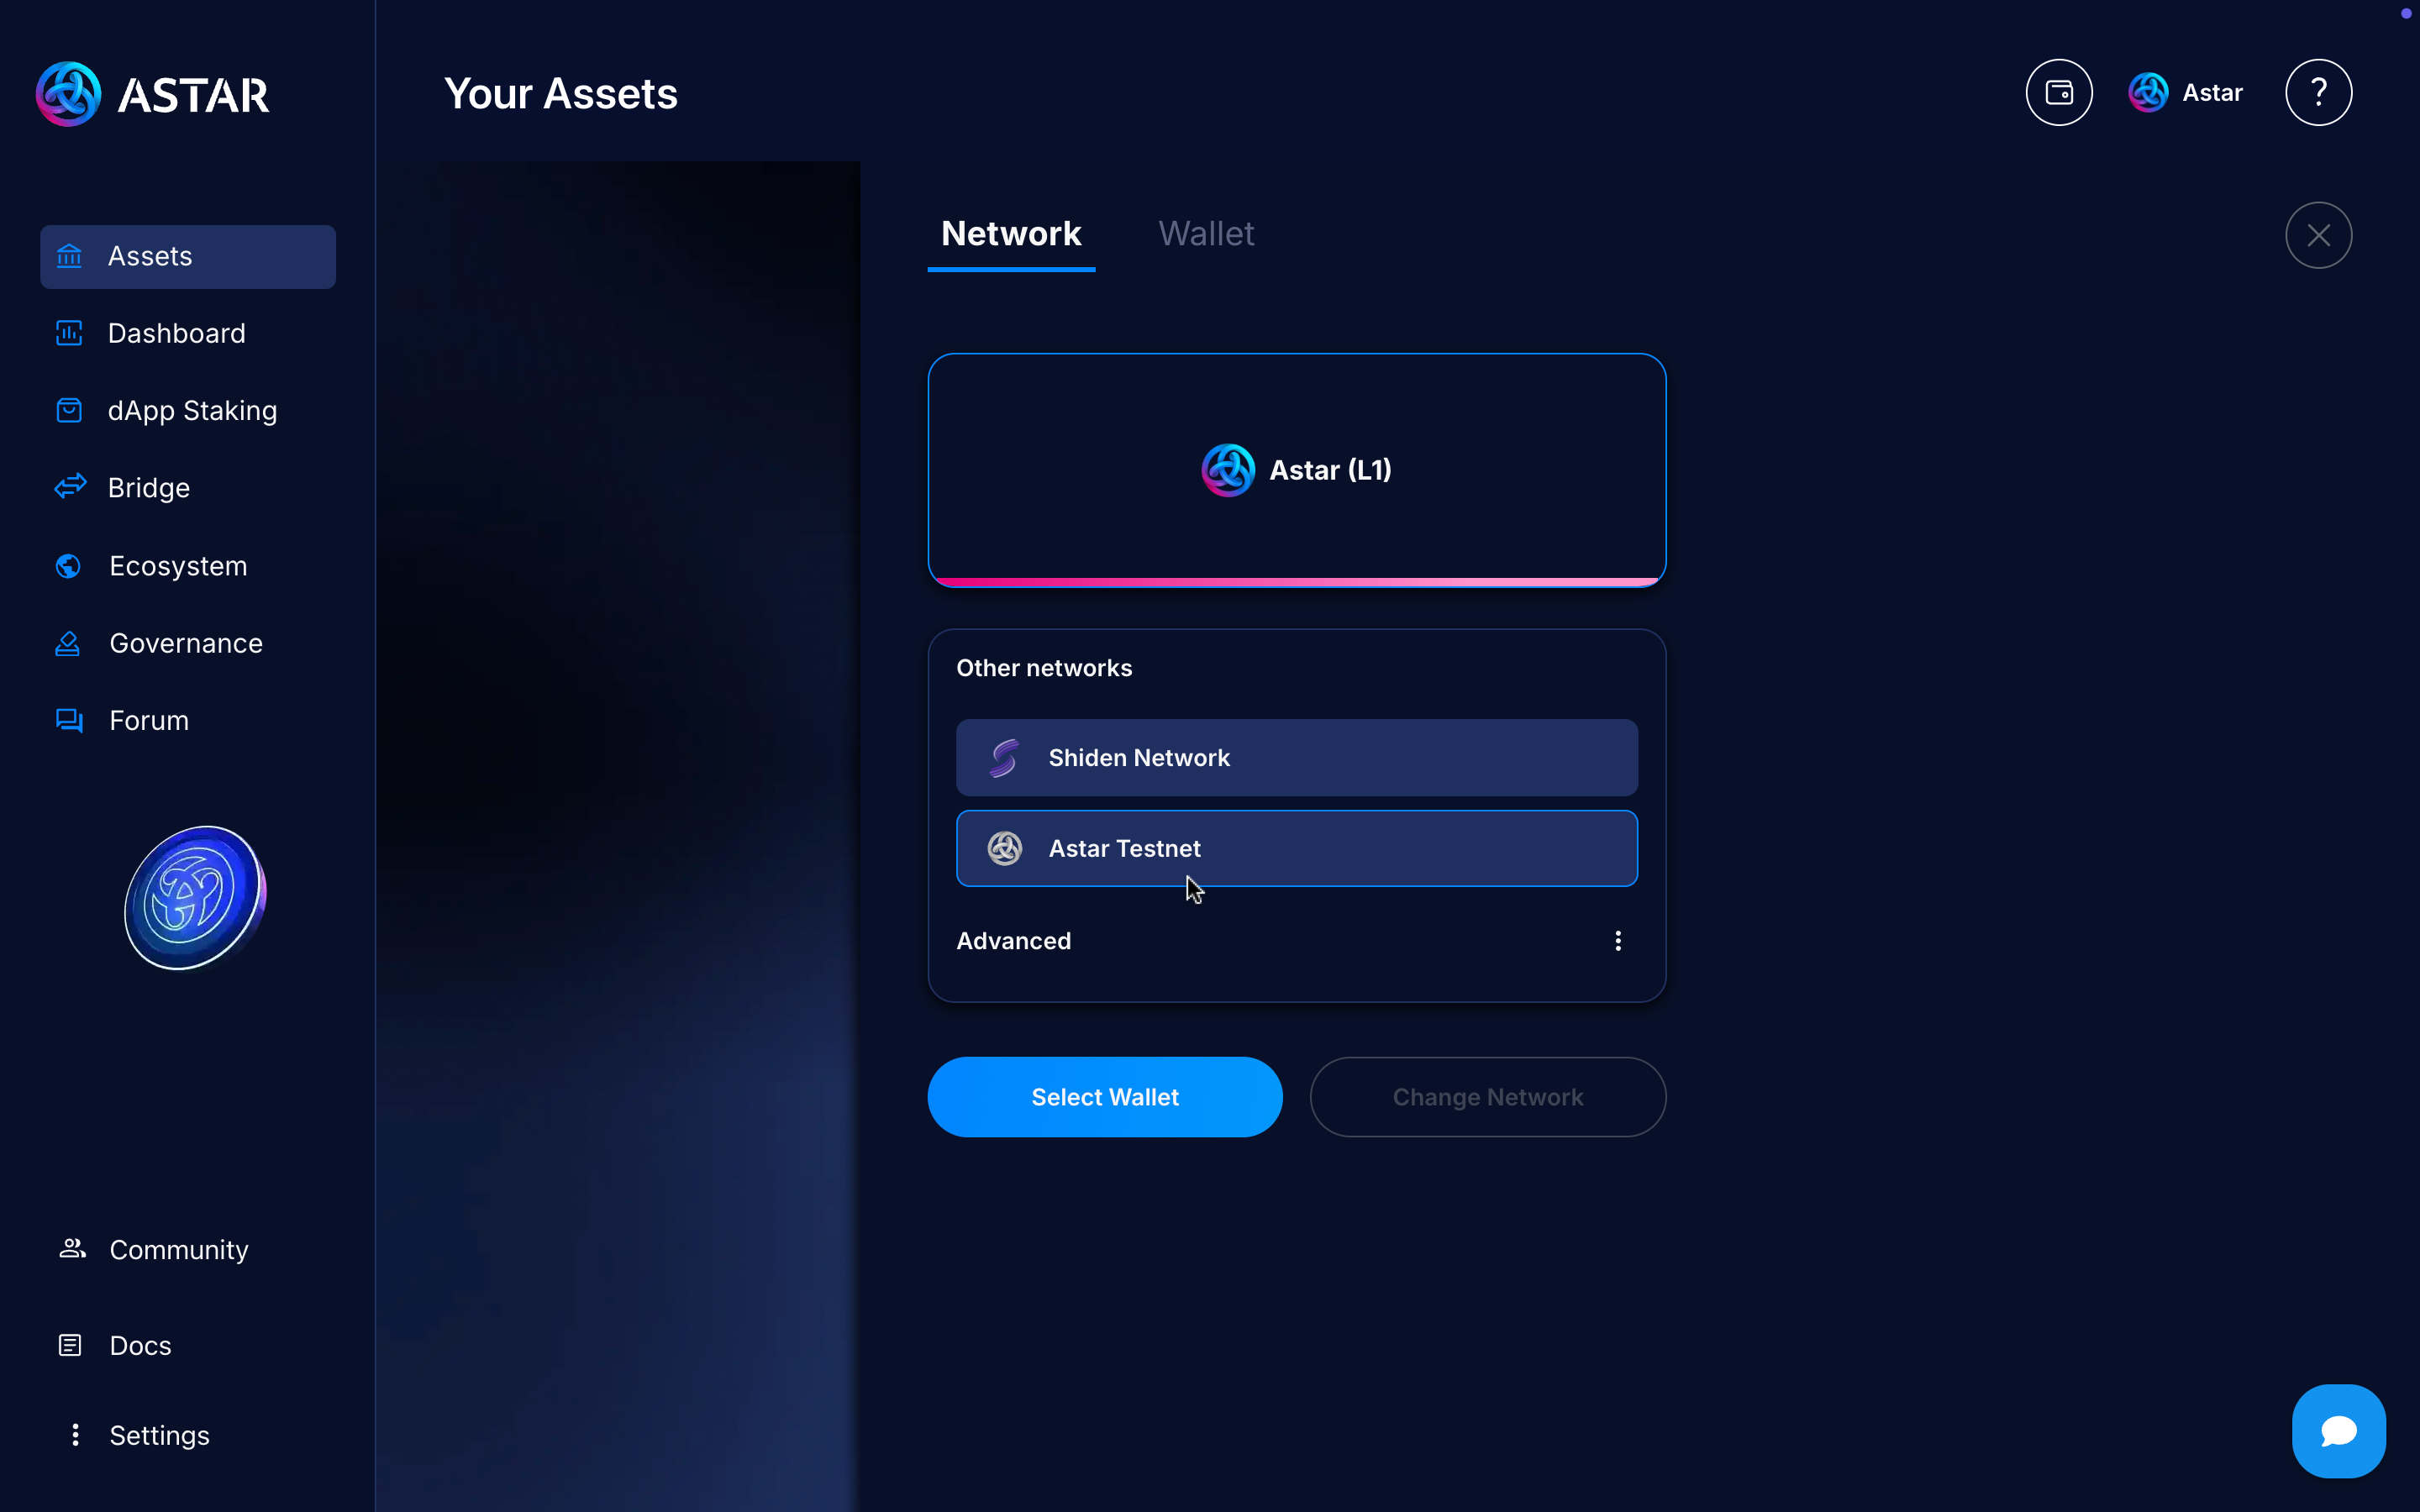 ASTAR
Your Assets
Astar
?
Assets
Dashboard
dApp Staking
Bridge
Ecosystem
Governance
Forum
Community
Docs
Settings
Network
Wallet
Astar (L1)
Other networks
Shiden Network
Astar Testnet
Advanced
Select Wallet
Change Network